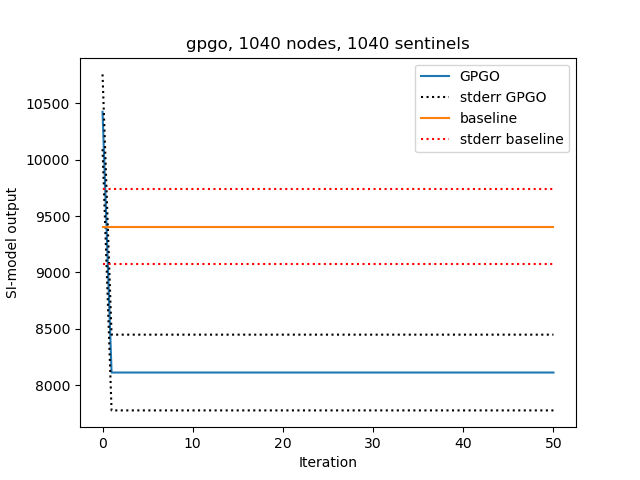 gpgo, 1040 nodes, 1040 sentinels
GPGO
stderr GPGO
baseline
stderr baseline
SI-model output
10500
10000
9500
9000
8500
8000
0 10 20 30 40 50
Iteration